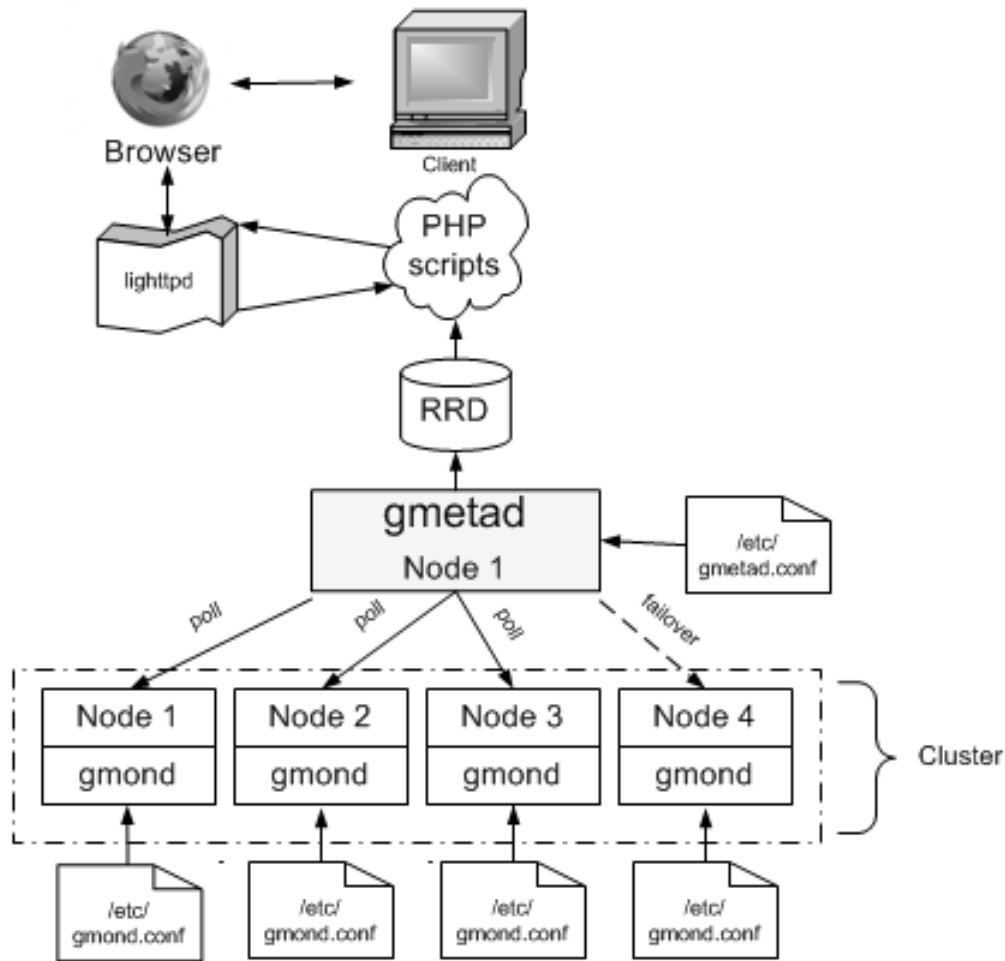 Browser
Client
PHP
scripts
lighttpd
RRD
gmetad
Node 1
/etc/
gmetad.conf
poll
poll
poll
failover
Node 1
Node 2
Node 3
Node 4
gmond
gmond
gmond
gmond
Cluster
/etc/
gmond.conf
/etc/
gmond.conf
/etc/
gmond.conf
/etc/
gmond.conf